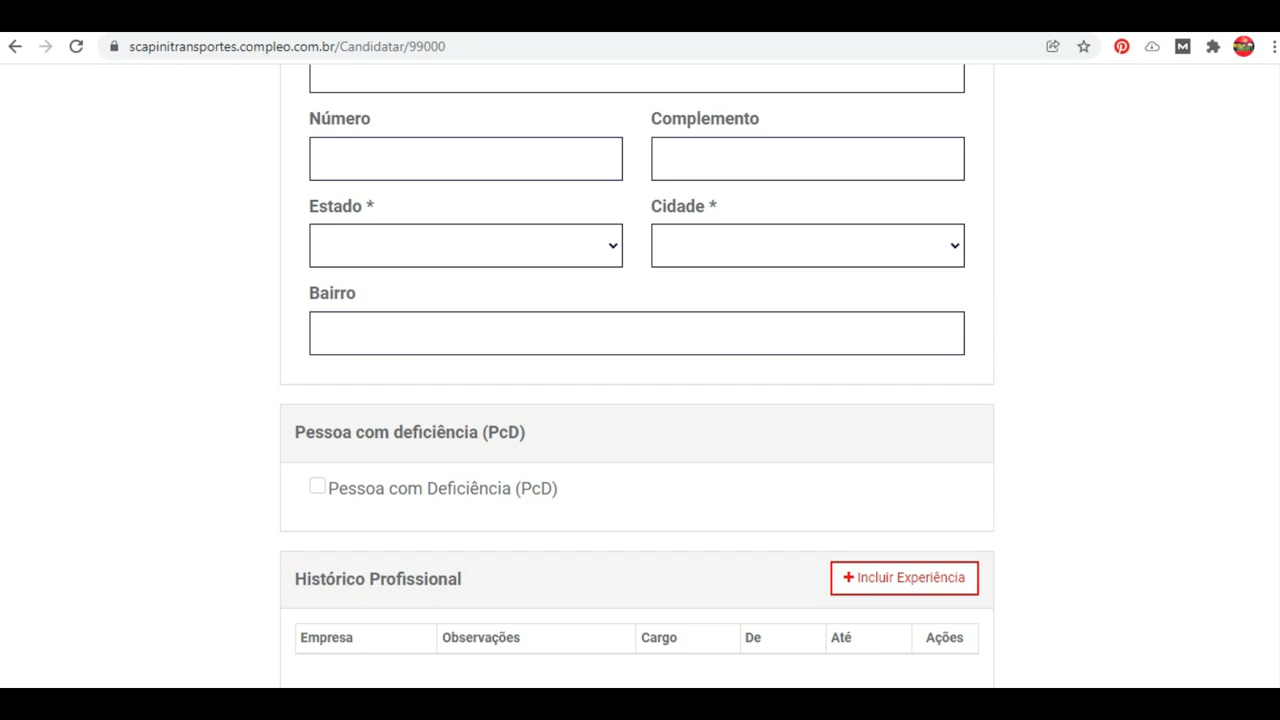 scapinitransportes.compleo.com.br/Candidatar/99000
Número
Complemento
Estado *
Cidade *
Bairro
Pessoa com deficiência (PcD)
Pessoa com Deficiência (PcD)
Histórico Profissional
+ Incluir Experiência
Empresa Observações Cargo De Até Ações